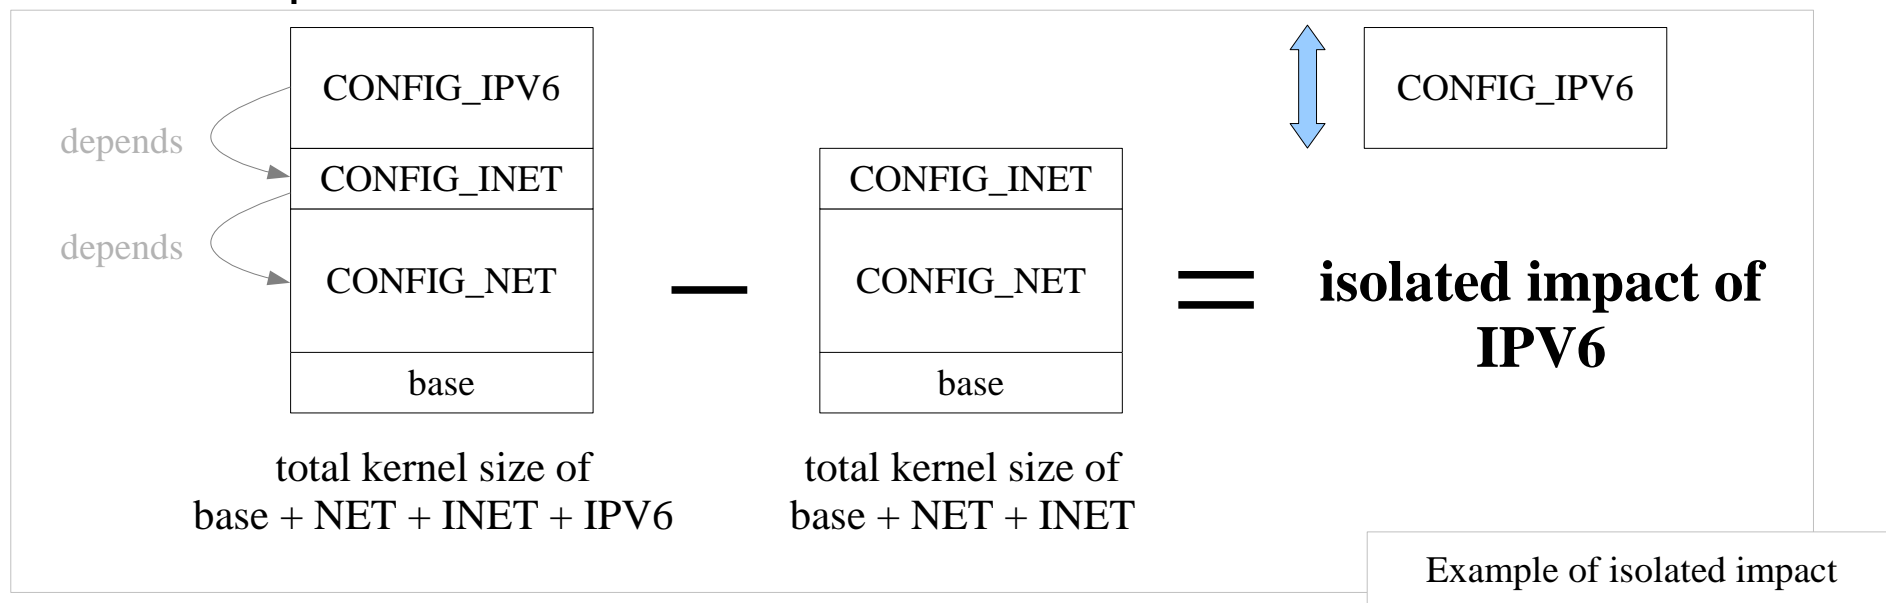 CONFIG_IPV6
depends
CONFIG_INET
depends
CONFIG_NET
base
total kernel size of
base + NET + INET + IPV6
CONFIG_INET
CONFIG_NET
base
total kernel size of
base + NET + INET
CONFIG_IPV6
isolated impact of
IPV6
Example of isolated impact